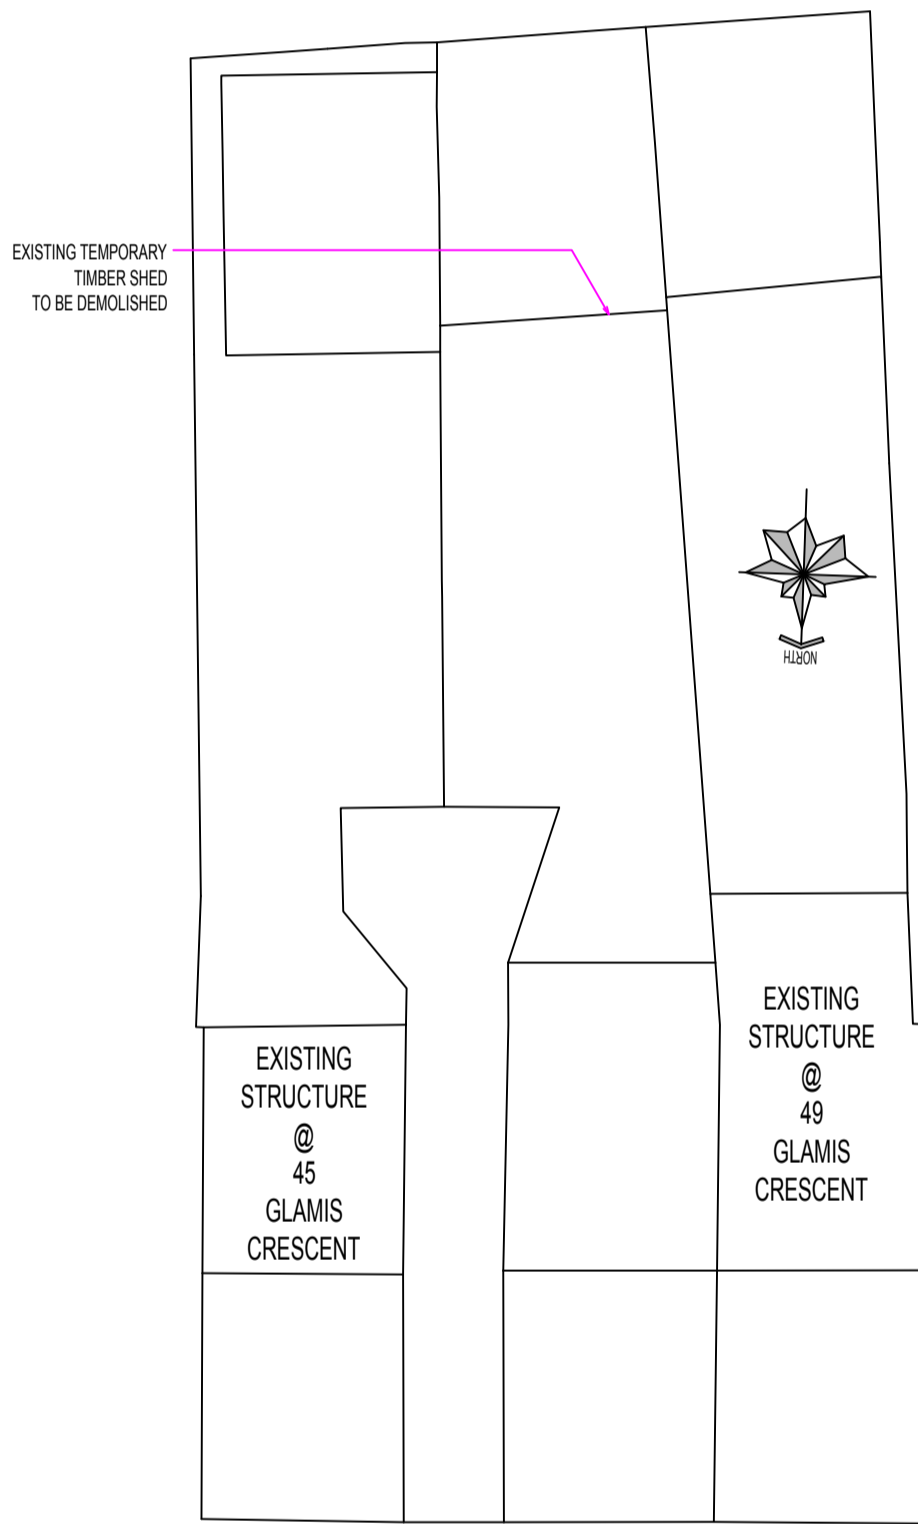 EXISTING TEMPORARY
TIMBER SHED
TO BE DEMOLISHED
NORTH
EXISTING
STRUCTURE
@
49
GLAMIS
CRESCENT
EXISTING
STRUCTURE
@
45
GLAMIS
CRESCENT